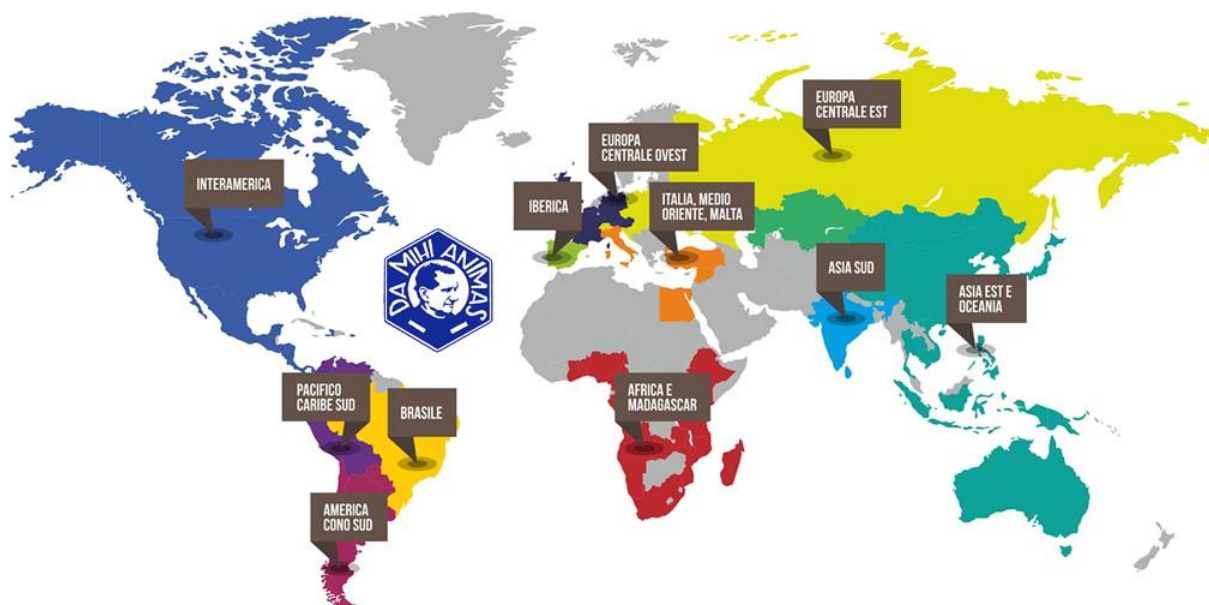 EUROPA
CENTRALE EST
EUROPA
CENTRALE OVEST
INTERAMERICA
IBERICA
ITALIA, MEDIO
ORIENTE, MALTA
DA MIHI ANIMAS
ASIA SUD
ASIA EST E
OCEANIA
PACIFICO
CARIBE SUD
BRASILE
AFRICA E
MADAGASCAR
AMERICA
CONO SUD